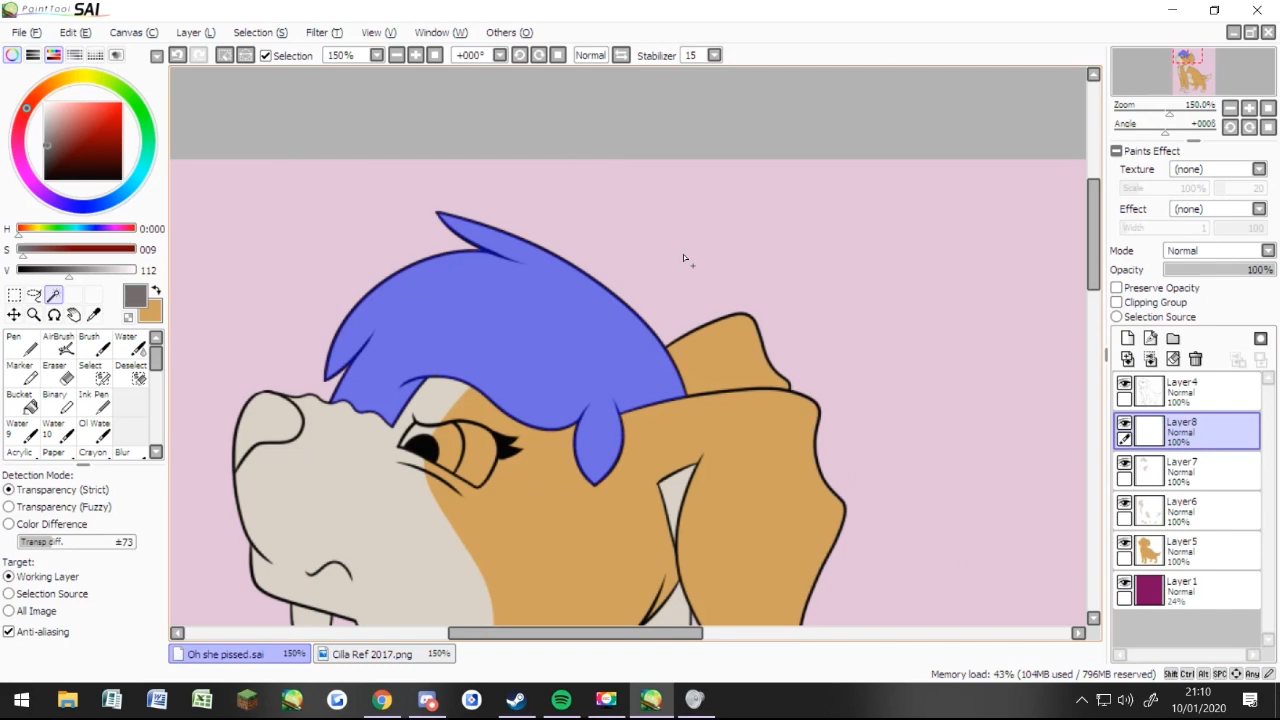 PaintTool SAI
File (F) Edit (E) Canvas (C) Layer (L) Selection (S) Filter (T) View (V) Window (W) Others (O)
Selection 150% +000° Normal Stabilizer 15
Zoom 150.0%
Angle +000δ
Paints Effect
Texture (none)
Scale 100% 20
Effect (none)
Width 1 100
Mode Normal
Opacity 100%
Preserve Opacity
Clipping Group
Selection Source
H 0:000
S 009
V 112
Pen AirBrush Brush Water
Marker Eraser Select Deselect
Bucket Binary Ink Pen
Water 9 Water 10 Oil Water
Acrylic Paper Crayon Blur
Detection Mode:
Transparency (Strict)
Transparency (Fuzzy)
Color Difference
Transp diff. ±73
Target:
Working Layer
Selection Source
All Image
Anti-aliasing
Layer4
Normal
100%
Layer8
Normal
100%
Layer7
Normal
100%
Layer6
Normal
100%
Layer5
Normal
100%
Layer1
Normal
24%
Oh she pissed.sai 150% Cilla Ref 2017.png 150%
Memory load: 43% (104MB used / 796MB reserved) Shift Ctrl Alt SPC Any
21:10
10/01/2020